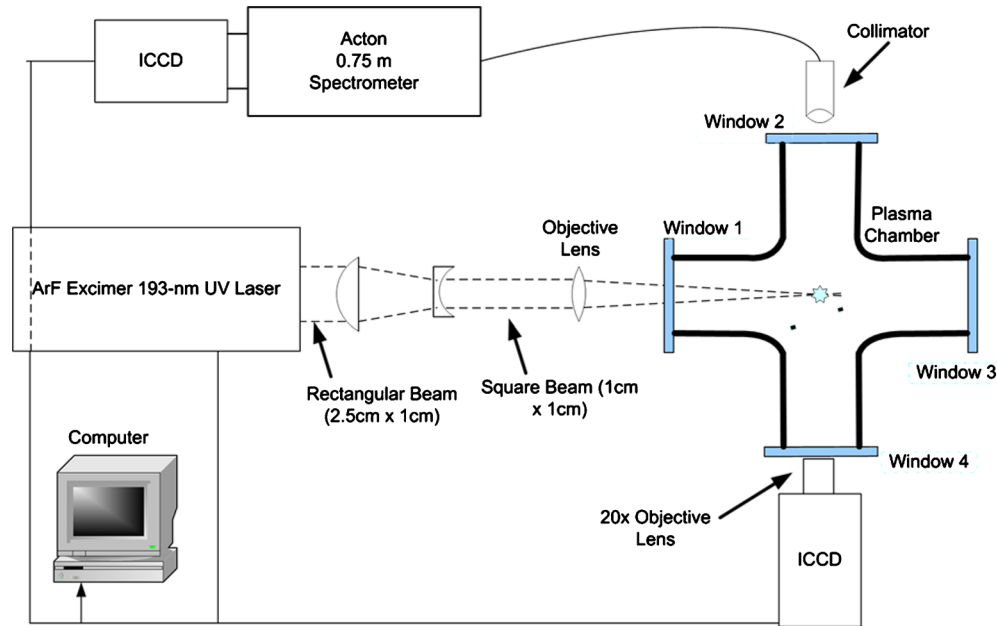 Collimator
ICCD
Acton
0.75 m
Spectrometer
Window 2
Plasma
Chamber
Objective
Lens
Window 1
ArF Excimer 193-nm UV Laser
Rectangular Beam
(2.5cm x 1cm)
Square Beam (1cm
x 1cm)
Window 3
Computer
Window 4
20x Objective
Lens
ICCD